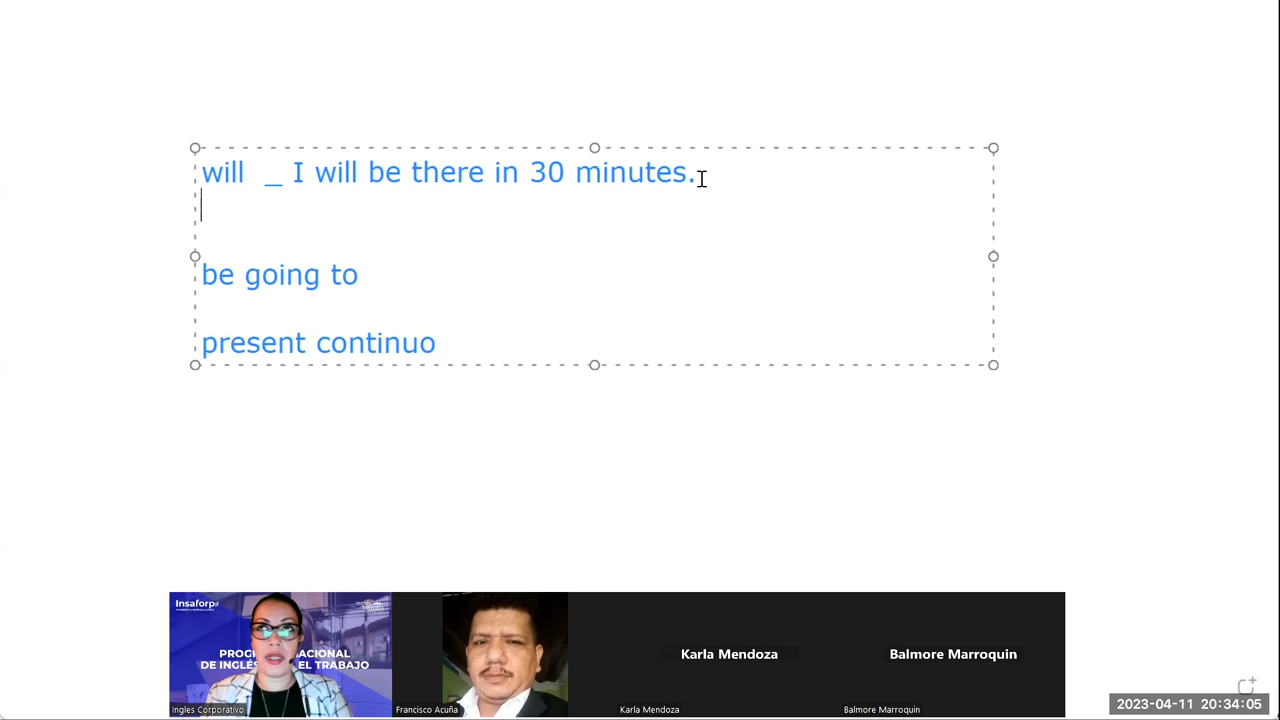 will _ I will be there in 30 minutes.
be going to
present continuo
Insaforp
PROG NACIONAL
DE INGLÉS EL TRABAJO
Ingles Corporativo
Francisco Acuña
Karla Mendoza
Karla Mendoza
Balmore Marroquin
Balmore Marroquin
2023-04-11 20:34:05